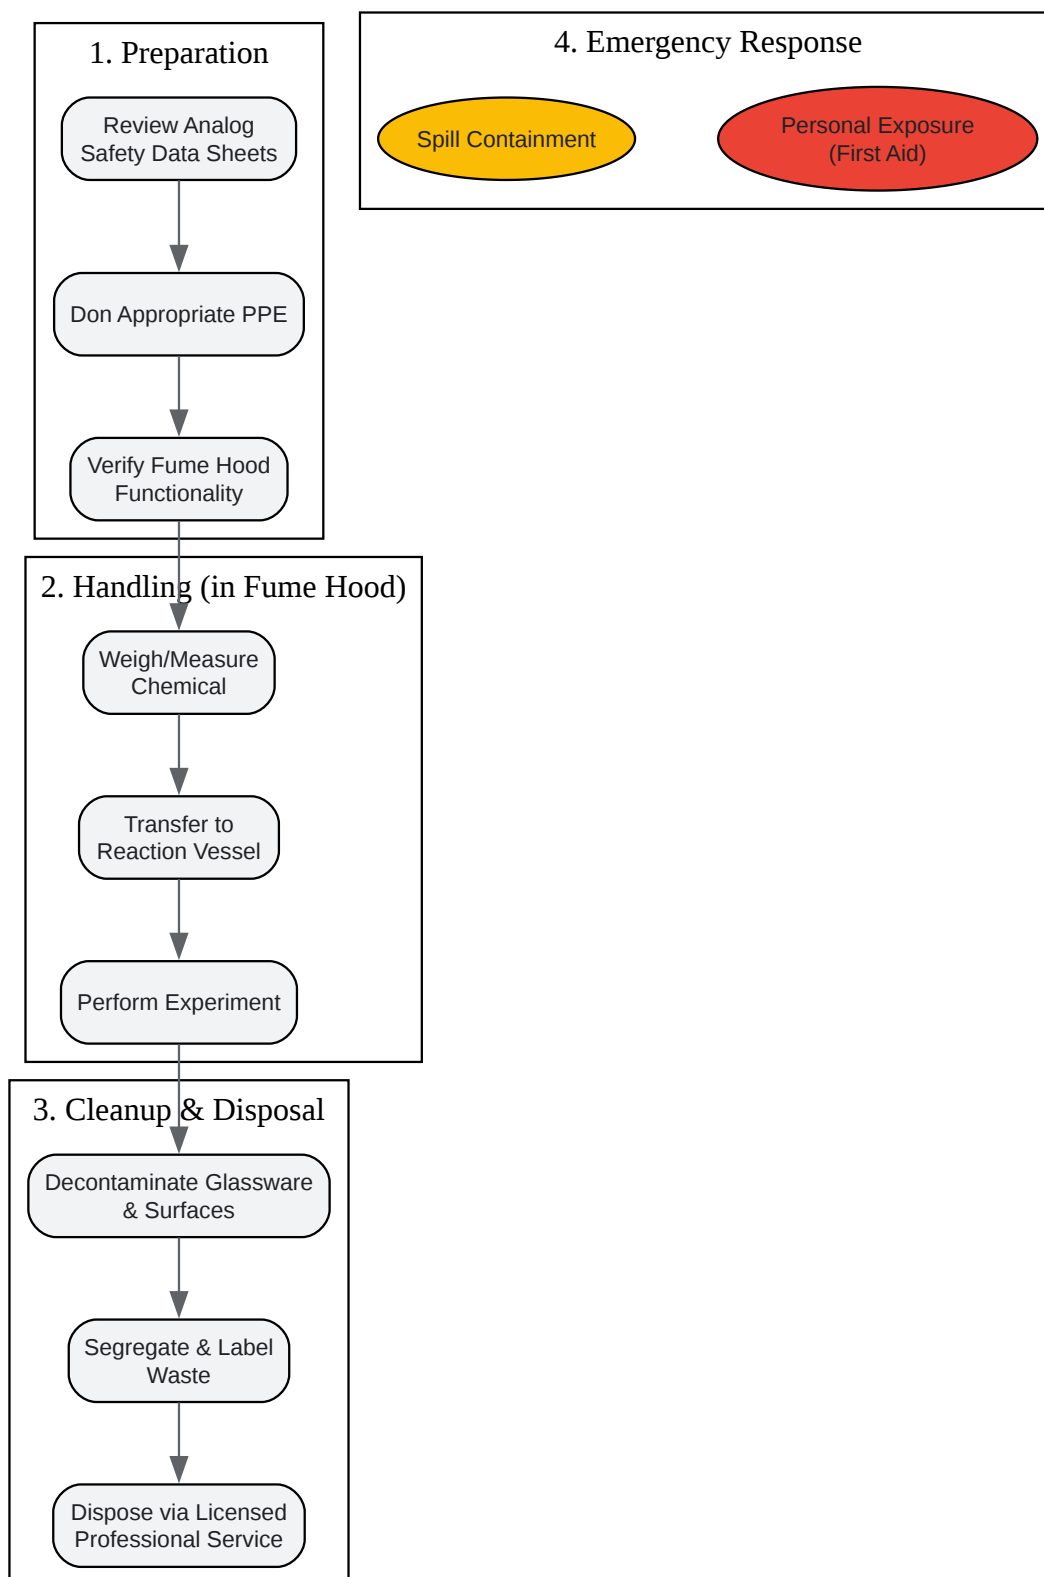 1. Preparation
Review Analog
Safety Data Sheets
Don Appropriate PPE
Verify Fume Hood
Functionality
2. Handling (in Fume Hood)
Weigh/Measure
Chemical
Transfer to
Reaction Vessel
Perform Experiment
3. Cleanup & Disposal
Decontaminate Glassware
& Surfaces
Segregate & Label
Waste
Dispose via Licensed
Professional Service
4. Emergency Response
Spill Containment
Personal Exposure
(First Aid)